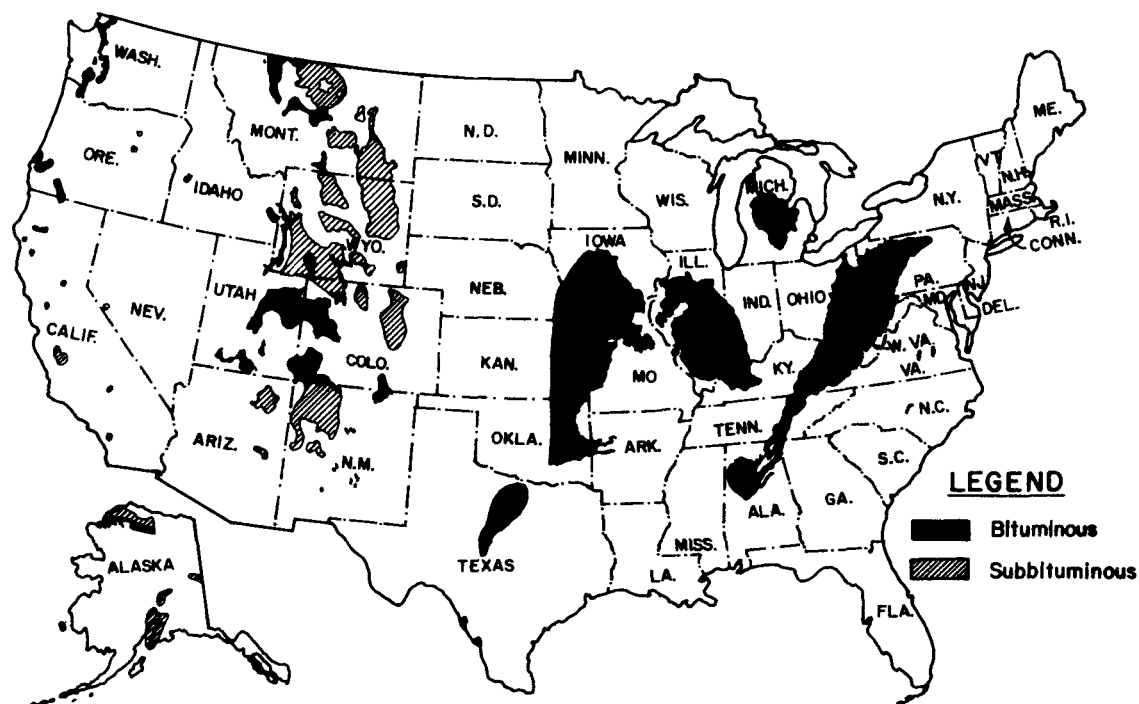 WASH.
MONT.
N.D.
MINN.
ORE.
IDAHO
S.D.
WIS.
MICH.
N.Y.
VT.
N.H.
ME.
MASS.
R.I.
CONN.
WYO.
IOWA
NEB.
ILL.
IND.
OHIO
PA.
N.J.
MD.
DEL.
UTAH
NEV.
CALIF.
COLO.
KAN.
MO
KY.
W. VA.
VA.
ARIZ.
N.M.
OKLA.
ARK.
TENN.
N.C.
S.C.
TEXAS
LA.
MISS.
ALA.
GA.
FLA.
ALASKA
LEGEND
Bituminous
Subbituminous